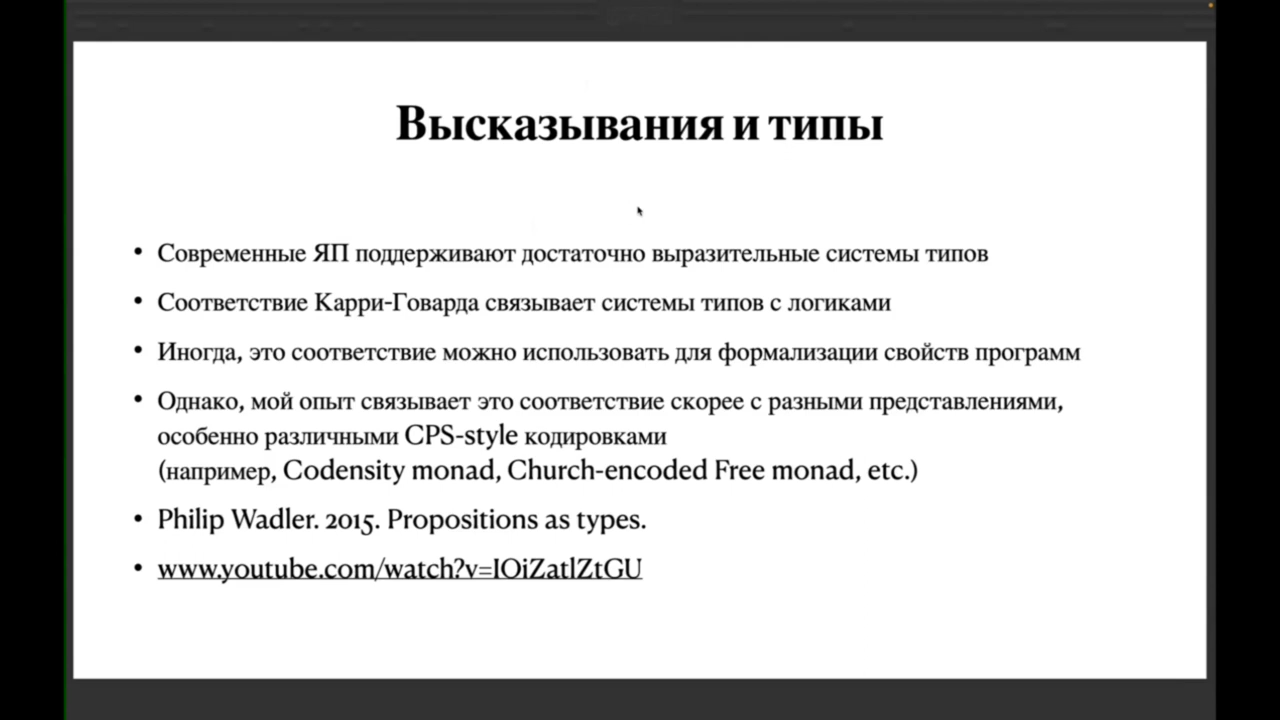 Высказывания и типы
• Современные ЯП поддерживают достаточно выразительные системы типов
• Соответствие Карри-Говарда связывает системы типов с логиками
• Иногда, это соответствие можно использовать для формализации свойств программ
• Однако, мой опыт связывает это соответствие скорее с разными представлениями,
особенно различными CPS-style кодировками
(например, Codensity monad, Church-encoded Free monad, etc.)
• Philip Wadler. 2015. Propositions as types.
• www.youtube.com/watch?v=IOiZatlZtGU